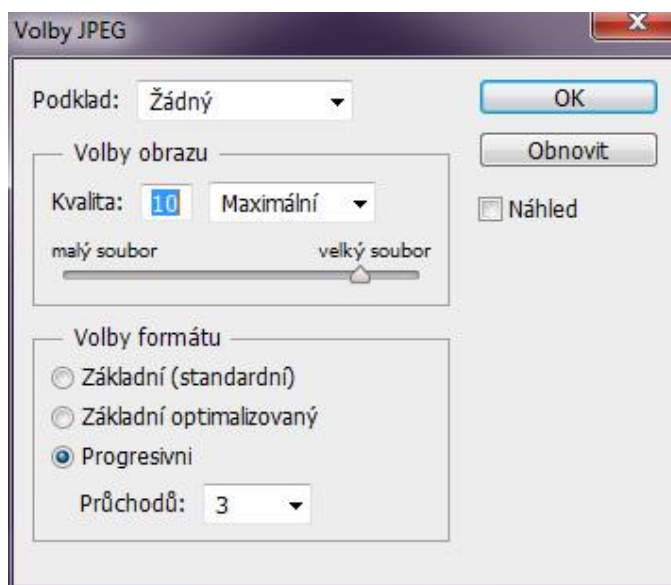 Volby JPEG
Podklad: Žádný
OK
Obnovit
Náhled
Volby obrazu
Kvalita: 10 Maximální
malý soubor velký soubor
Volby formátu
Základní (standardní)
Základní optimalizovaný
Progresivni
Průchodů: 3